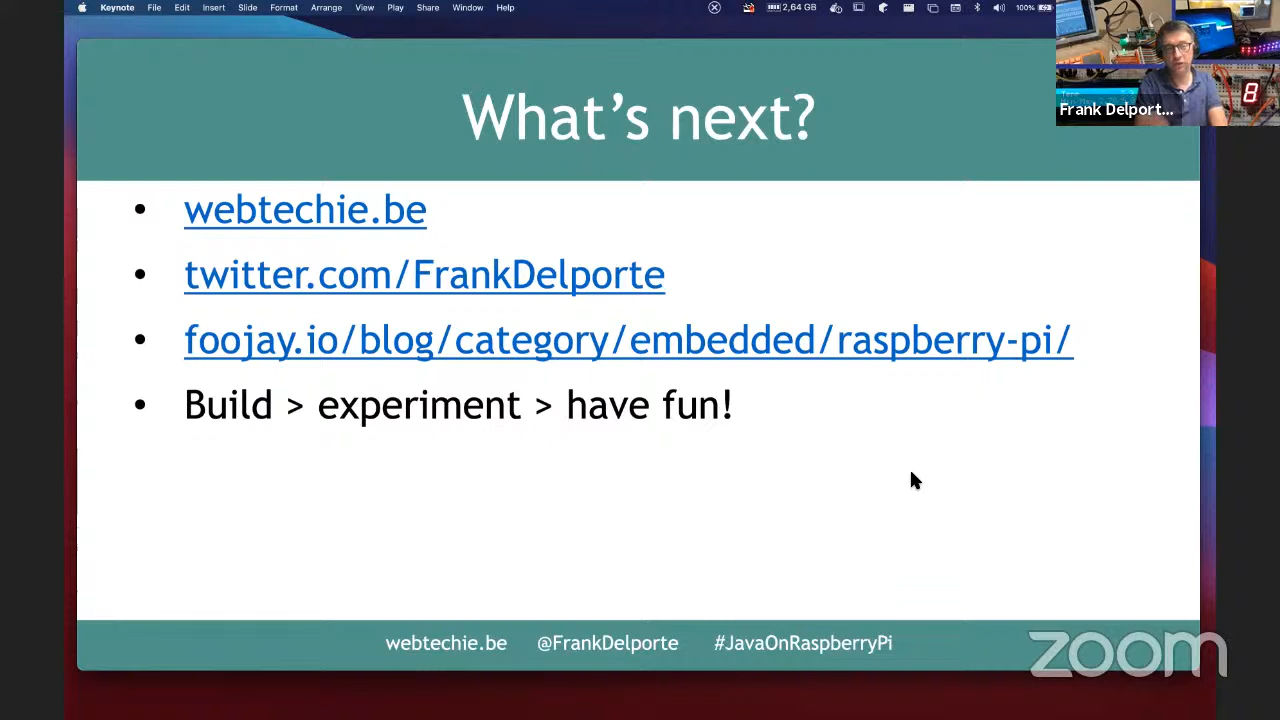 Keynote File Edit Insert Slide Format Arrange View Play Share Window Help 2,64 GB 100%
What's next?
Frank Delport...
• webtechie.be
• twitter.com/FrankDelporte
• foojay.io/blog/category/embedded/raspberry-pi/
• Build > experiment > have fun!
webtechie.be @FrankDelporte #JavaOnRaspberryPi
zoom